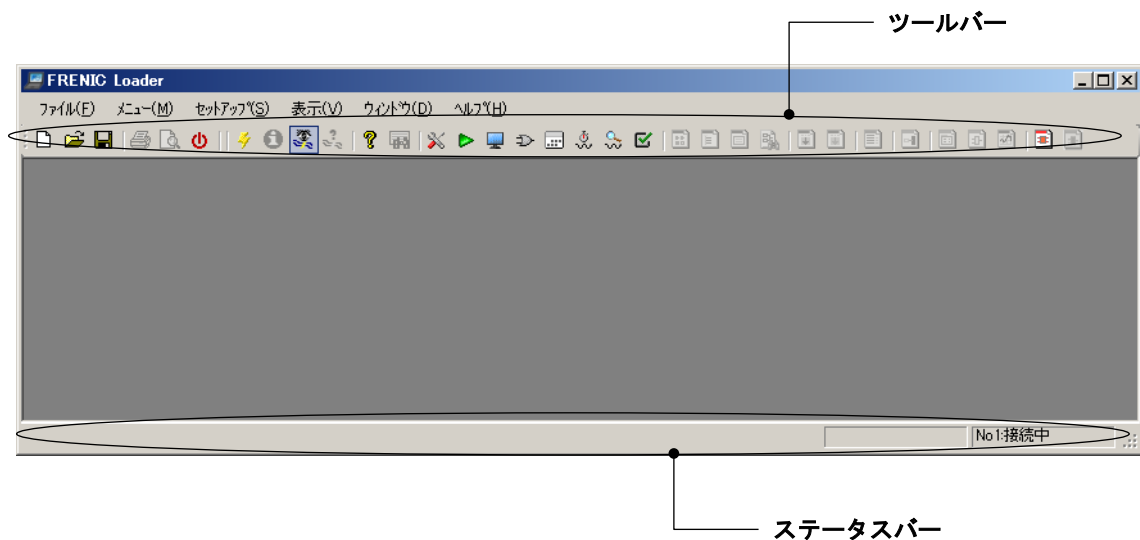 ツールバー
FRENIC Loader
ファイル(F) メニュー(M) セットアップ(S) 表示(V) ウィンドウ(D) ヘルプ(H)
No1:接続中
ステータスバー